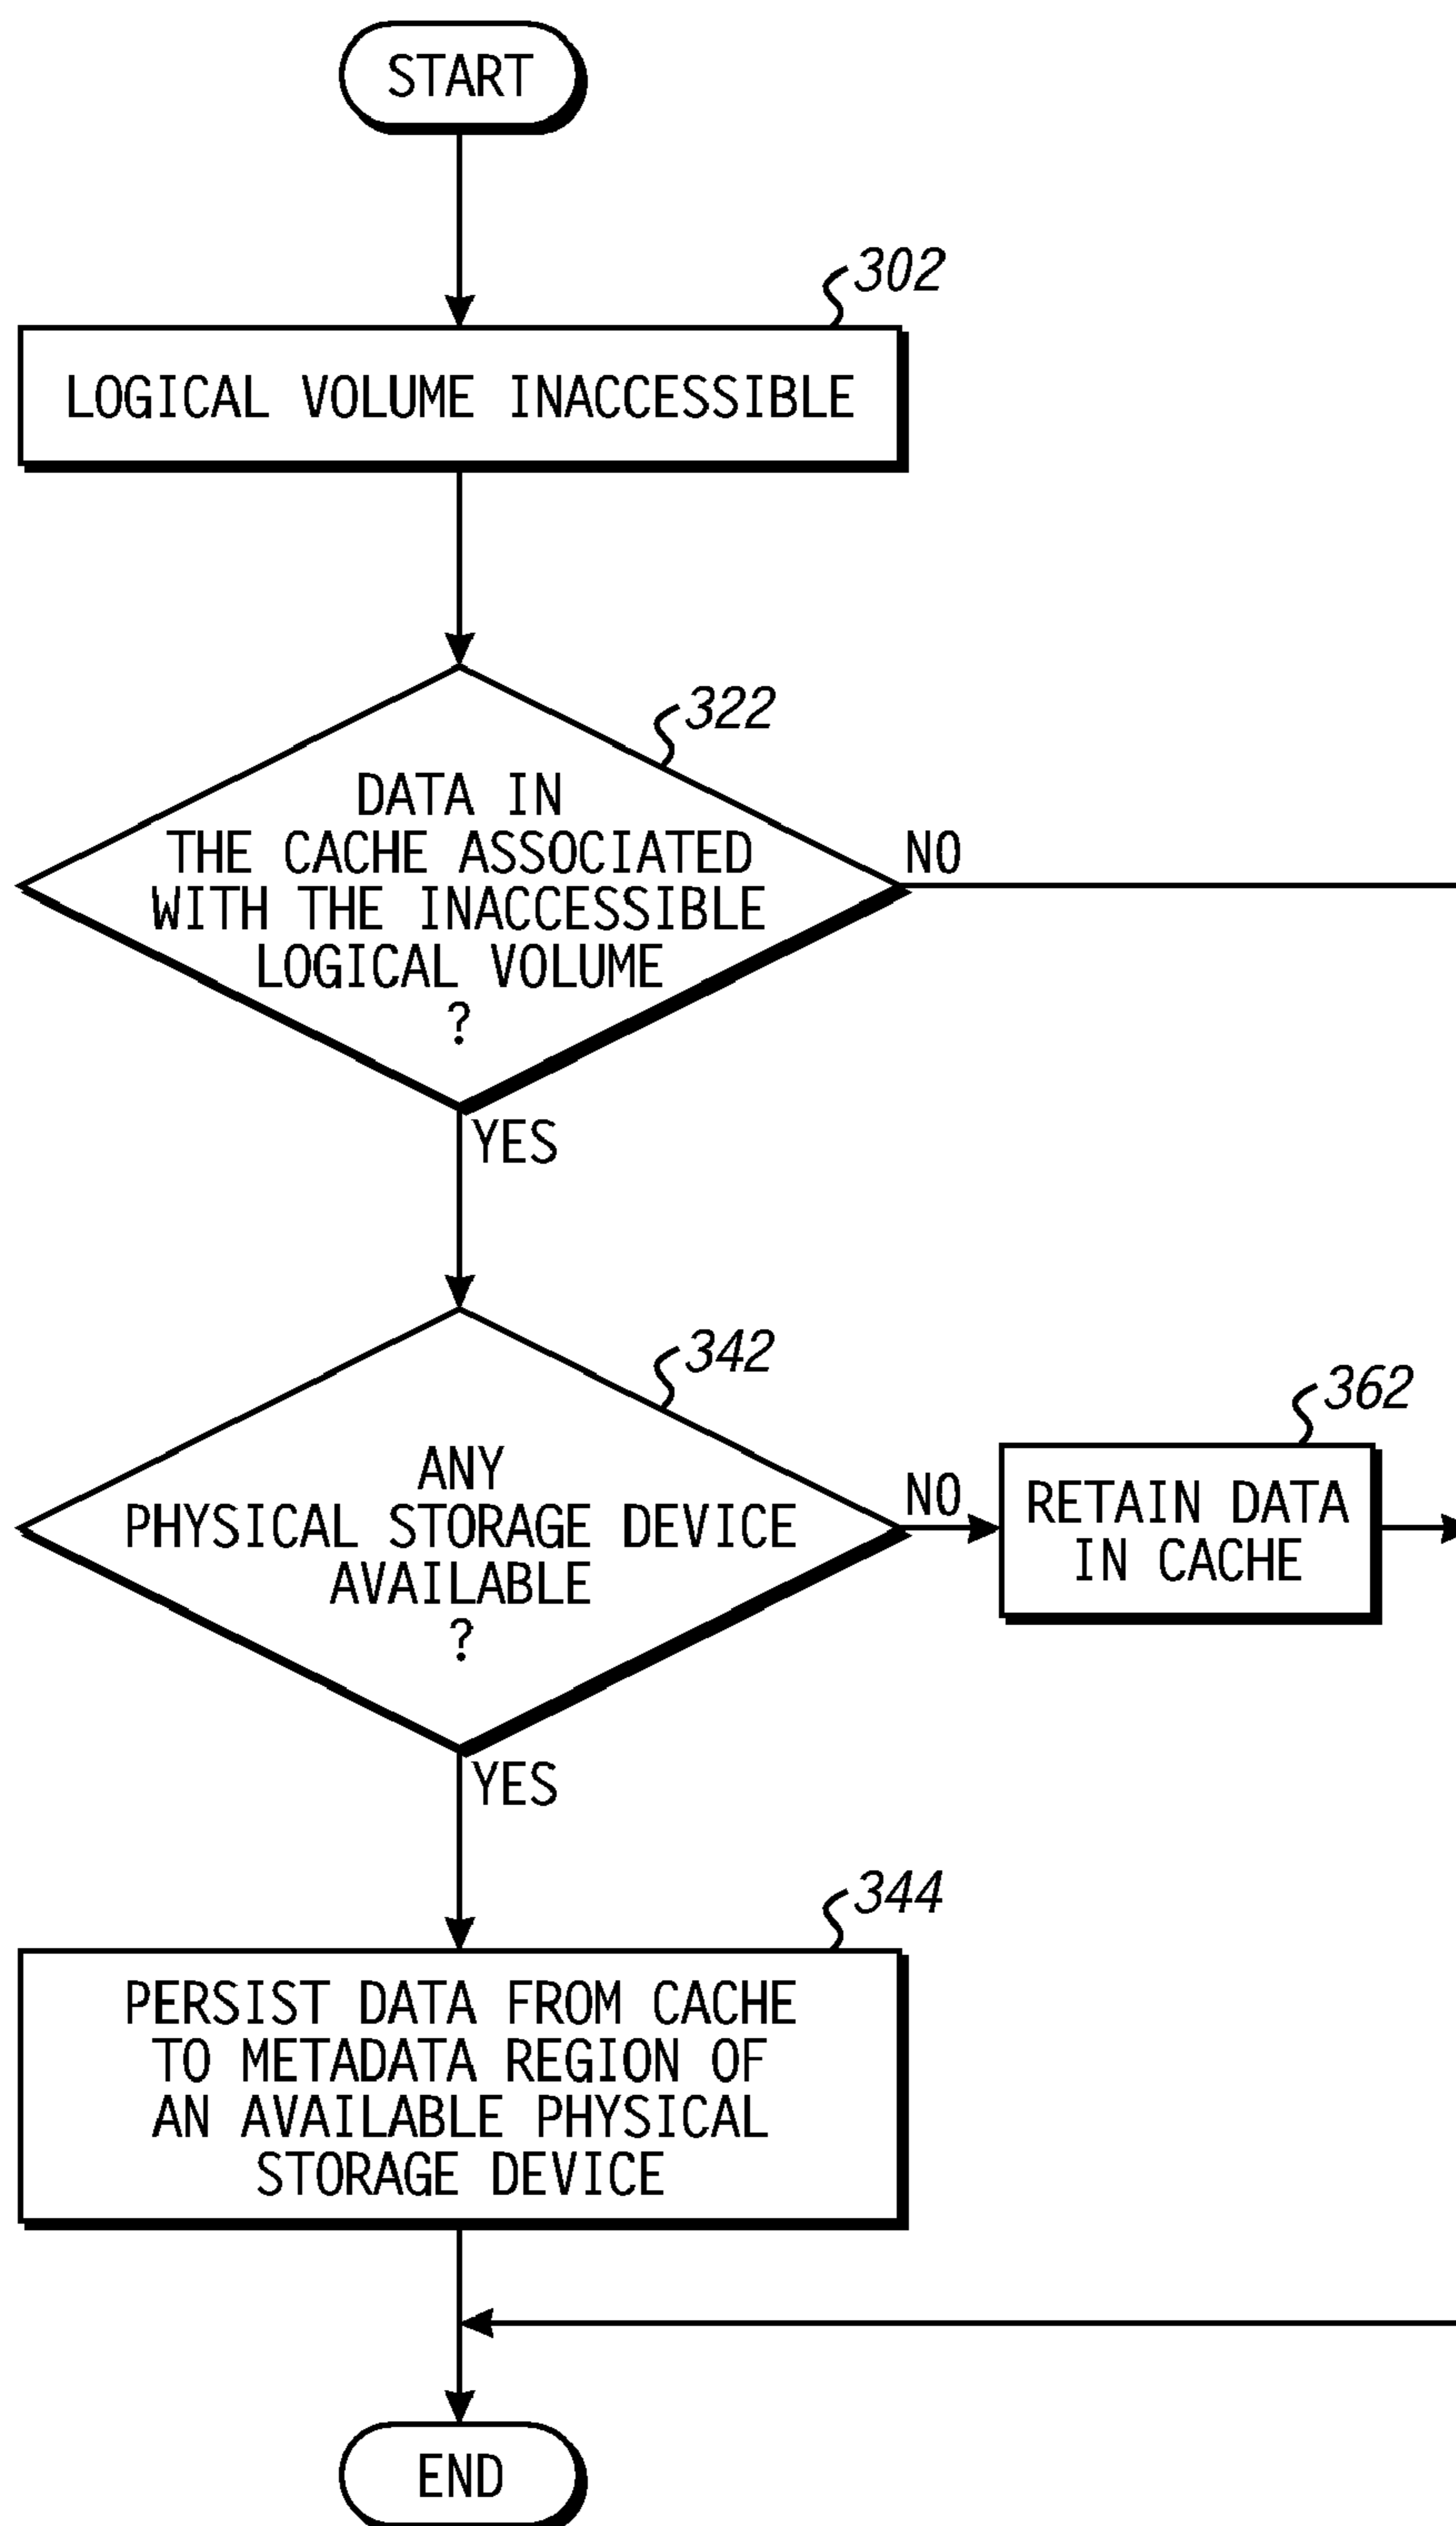 START
302
LOGICAL VOLUME INACCESSIBLE
322
DATA IN
THE CACHE ASSOCIATED
WITH THE INACCESSIBLE
LOGICAL VOLUME
?
NO
YES
342
ANY
PHYSICAL STORAGE DEVICE
AVAILABLE
?
NO
362
RETAIN DATA
IN CACHE
YES
344
PERSIST DATA FROM CACHE
TO METADATA REGION OF
AN AVAILABLE PHYSICAL
STORAGE DEVICE
END